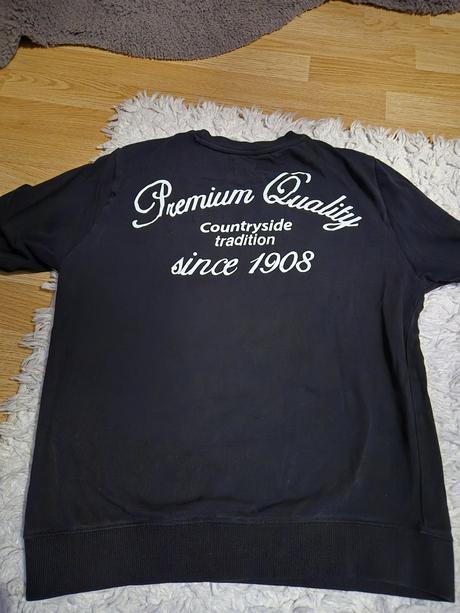 Premium Quality
Countryside
tradition
since 1908